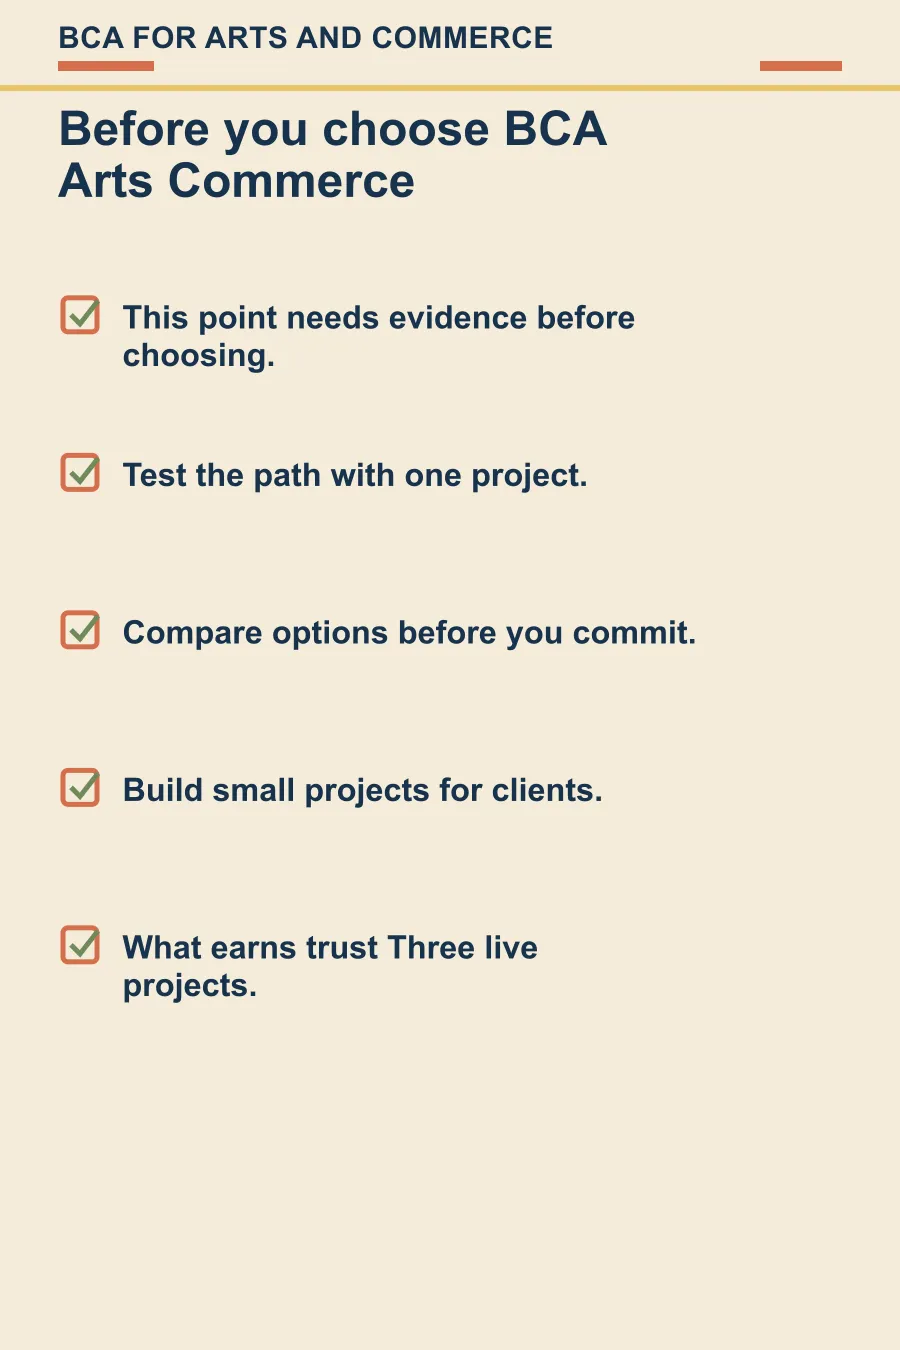 BCA FOR ARTS AND COMMERCE
Before you choose BCA
Arts Commerce
This point needs evidence before
choosing.
Test the path with one project.
Compare options before you commit.
Build small projects for clients.
What earns trust Three live
projects.